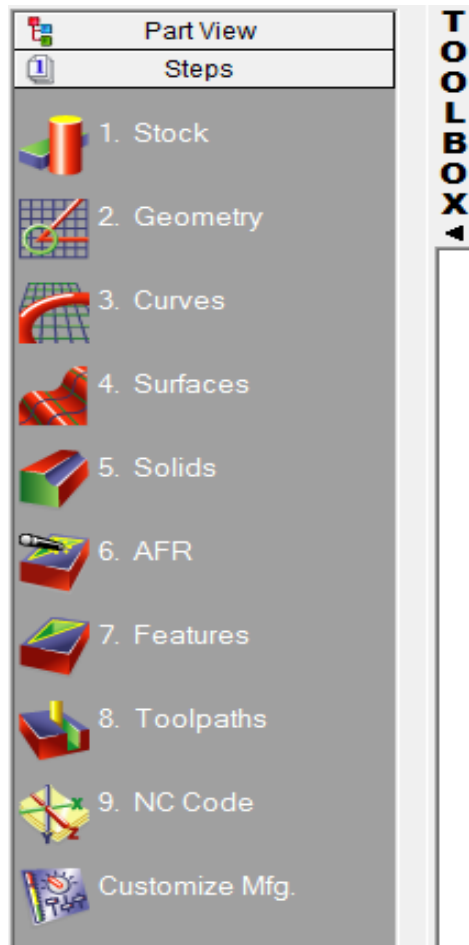 Part View
Steps
1. Stock
2. Geometry
3. Curves
4. Surfaces
5. Solids
6. AFR
7. Features
8. Toolpaths
9. NC Code
Customize Mfg.
TOOLBOX